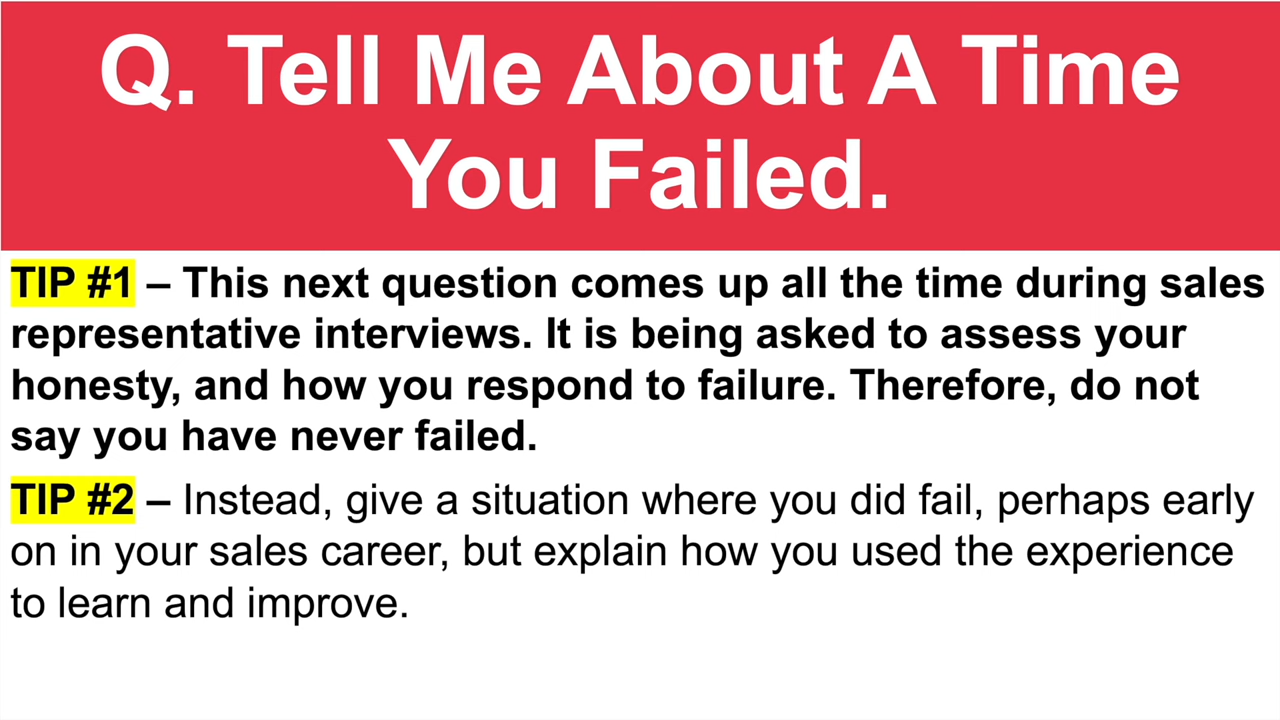 Q. Tell Me About A Time
You Failed.
TIP #1 – This next question comes up all the time during sales
representative interviews. It is being asked to assess your
honesty, and how you respond to failure. Therefore, do not
say you have never failed.
TIP #2 – Instead, give a situation where you did fail, perhaps early
on in your sales career, but explain how you used the experience
to learn and improve.